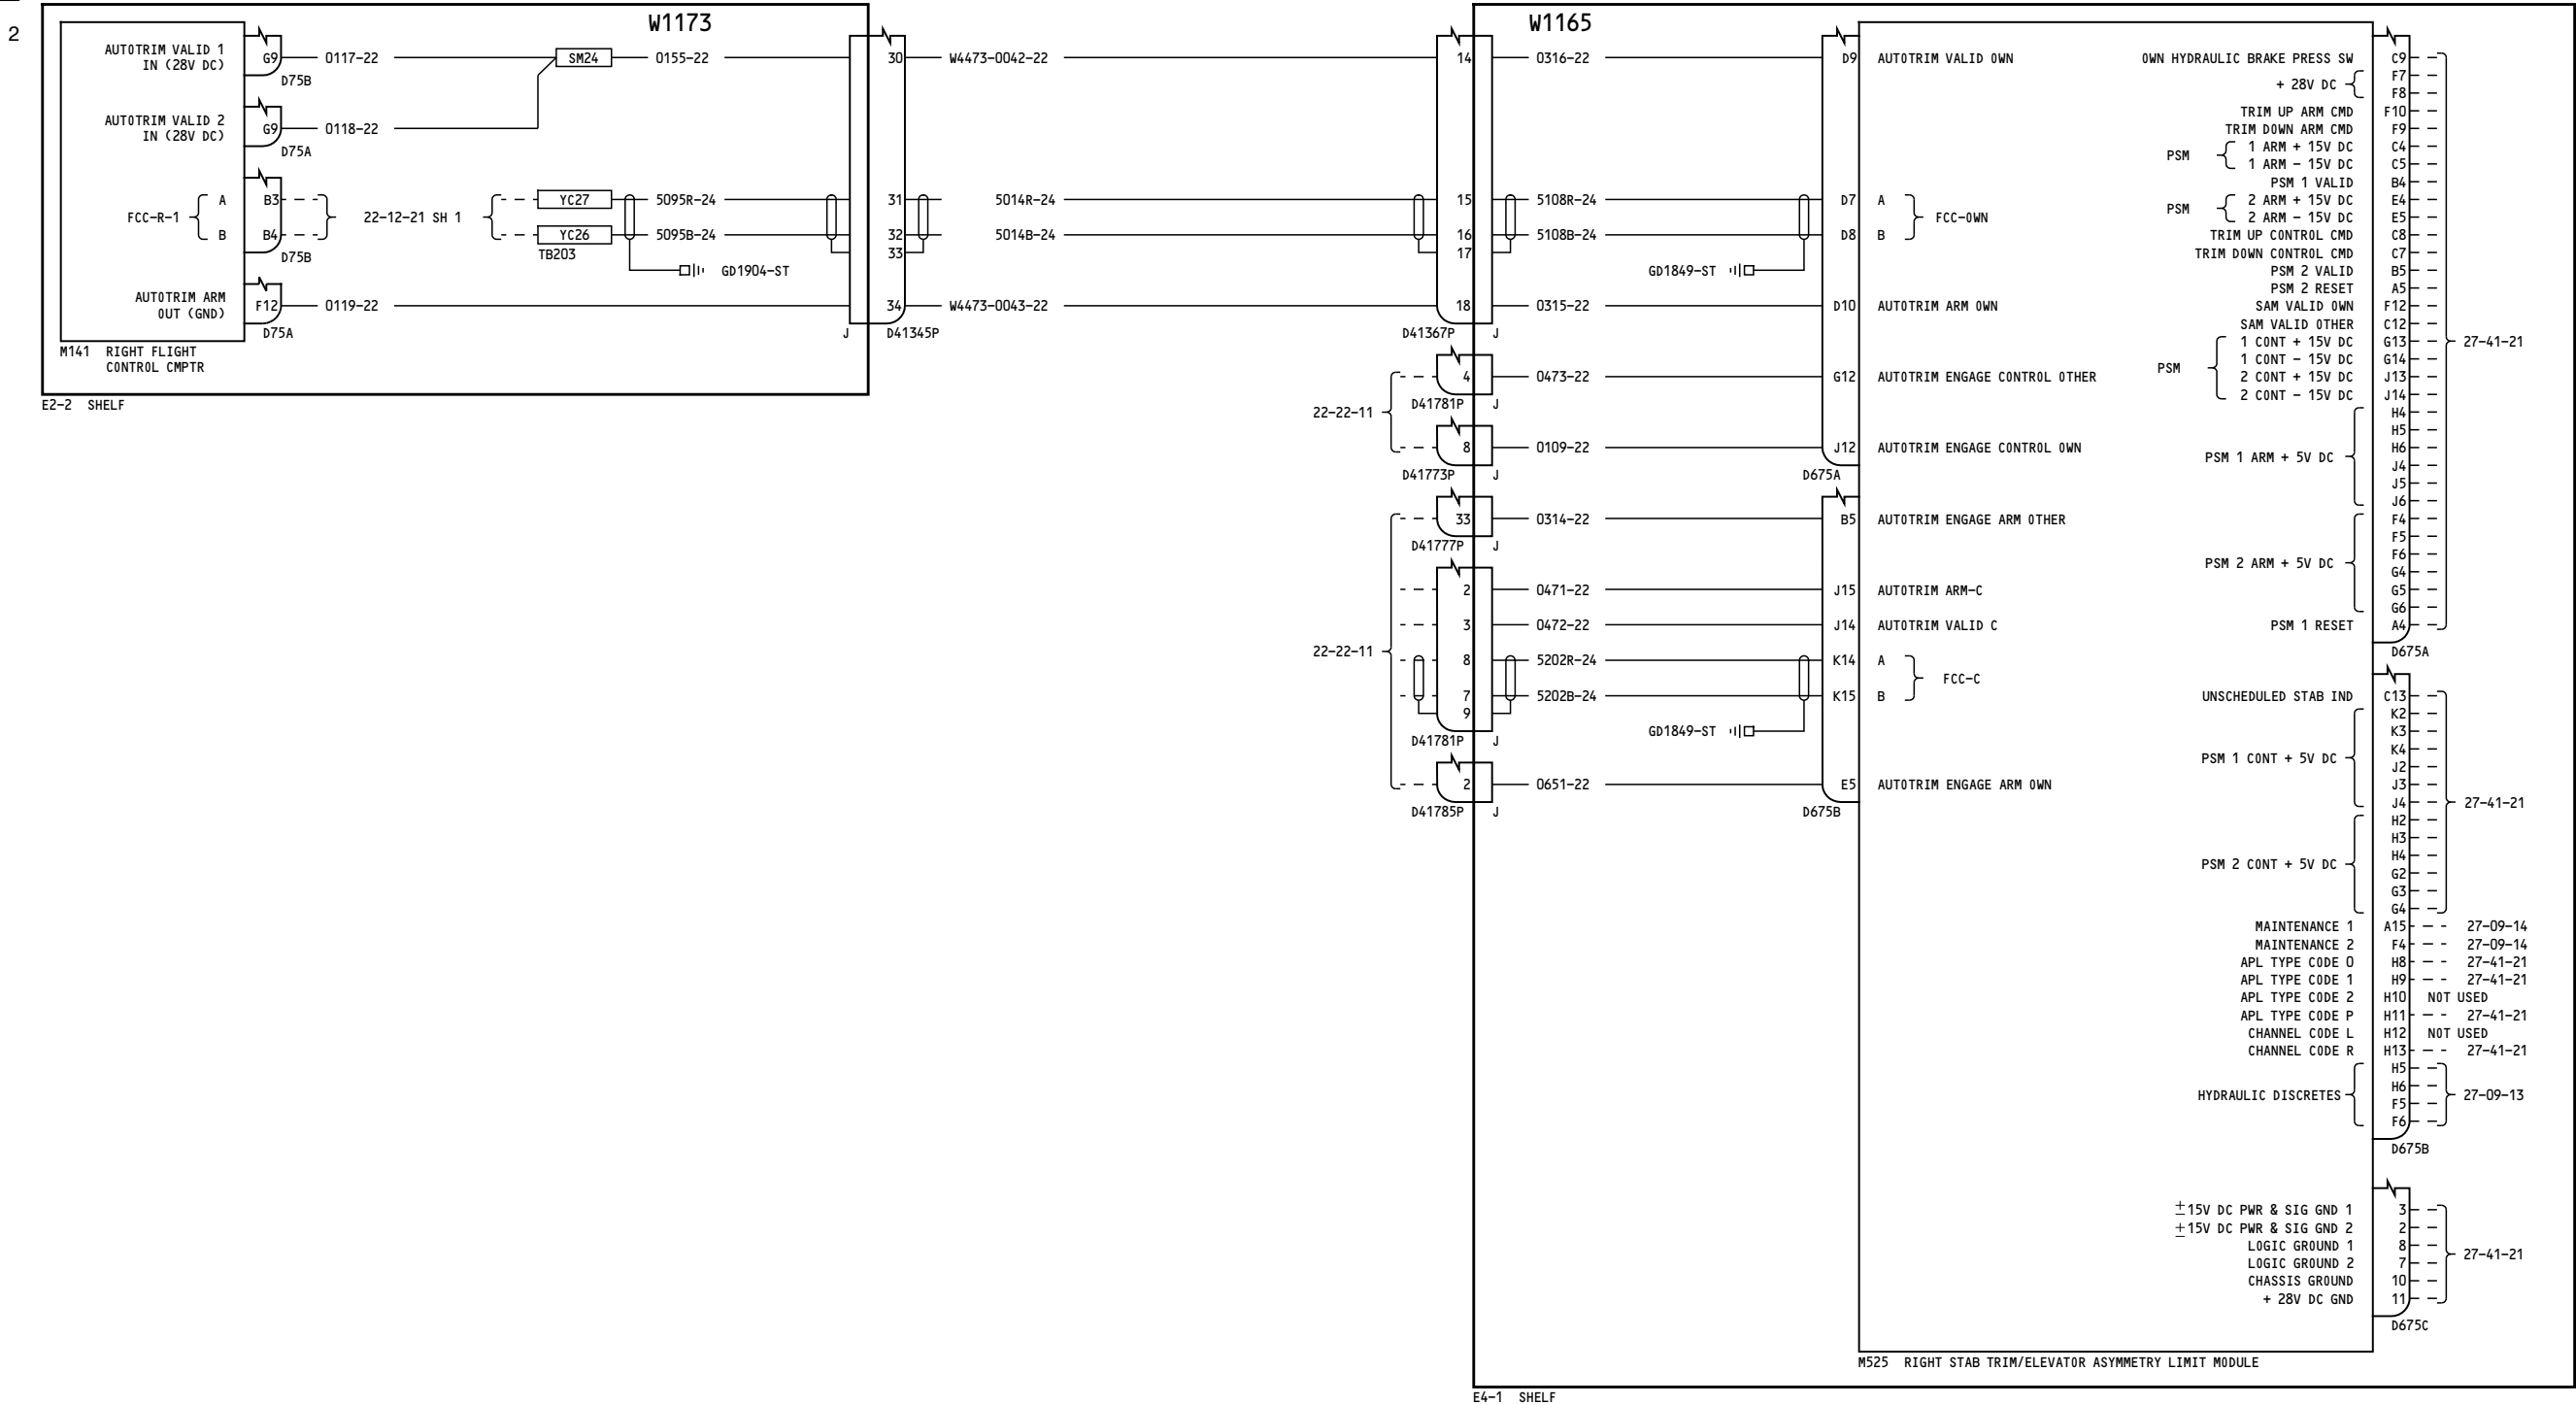 2
W1173
AUTOTRIM VALID 1
IN (28V DC)
G9
D75B
0117-22
SM24
0155-22
AUTOTRIM VALID 2
IN (28V DC)
G9
D75A
0118-22
FCC-R-1
A
B
B3
B4
D75B
22-12-21 SH 1
YC27
YC26
TB203
5095R-24
5095B-24
GD1904-ST
AUTOTRIM ARM
OUT (GND)
F12
D75A
0119-22
M141 RIGHT FLIGHT
CONTROL CMPTR
E2-2 SHELF
30
31
32
33
34
J
D41345P
W4473-0042-22
5014R-24
5014B-24
W4473-0043-22
W1165
14
15
16
17
18
D41367P
J
0316-22
5108R-24
5108B-24
GD1849-ST
0315-22
22-22-11
4
D41781P
J
0473-22
8
D41773P
J
0109-22
22-22-11
33
D41777P
J
0314-22
2
3
8
7
9
D41781P
J
0471-22
0472-22
5202R-24
5202B-24
GD1849-ST
2
D41785P
J
0651-22
D9 AUTOTRIM VALID OWN
D7 A
D8 B
FCC-OWN
D10 AUTOTRIM ARM OWN
G12 AUTOTRIM ENGAGE CONTROL OTHER
J12 AUTOTRIM ENGAGE CONTROL OWN
D675A
B5 AUTOTRIM ENGAGE ARM OTHER
J15 AUTOTRIM ARM-C
J14 AUTOTRIM VALID C
K14 A
K15 B
FCC-C
E5 AUTOTRIM ENGAGE ARM OWN
D675B
OWN HYDRAULIC BRAKE PRESS SW C9
+ 28V DC
F7
F8
TRIM UP ARM CMD F10
TRIM DOWN ARM CMD F9
PSM
1 ARM + 15V DC C4
1 ARM - 15V DC C5
PSM 1 VALID B4
PSM
2 ARM + 15V DC E4
2 ARM - 15V DC E5
TRIM UP CONTROL CMD C8
TRIM DOWN CONTROL CMD C7
PSM 2 VALID B5
PSM 2 RESET A5
SAM VALID OWN F12
SAM VALID OTHER C12
PSM
1 CONT + 15V DC G13
1 CONT - 15V DC G14
2 CONT + 15V DC J13
2 CONT - 15V DC J14
27-41-21
PSM 1 ARM + 5V DC
H4
H5
H6
J4
J5
J6
PSM 2 ARM + 5V DC
F4
F5
F6
G4
G5
G6
PSM 1 RESET A4
D675A
UNSCHEDULED STAB IND C13
PSM 1 CONT + 5V DC
K2
K3
K4
J2
J3
J4
27-41-21
PSM 2 CONT + 5V DC
H2
H3
H4
G2
G3
G4
MAINTENANCE 1 A15 27-09-14
MAINTENANCE 2 F4 27-09-14
APL TYPE CODE 0 H8 27-41-21
APL TYPE CODE 1 H9 27-41-21
APL TYPE CODE 2 H10 NOT USED
APL TYPE CODE P H11 27-41-21
CHANNEL CODE L H12 NOT USED
CHANNEL CODE R H13 27-41-21
HYDRAULIC DISCRETES
H5
H6
F5
F6
27-09-13
D675B
±15V DC PWR & SIG GND 1 3
±15V DC PWR & SIG GND 2 2
LOGIC GROUND 1 8
LOGIC GROUND 2 7
CHASSIS GROUND 10
+ 28V DC GND 11
27-41-21
D675C
M525 RIGHT STAB TRIM/ELEVATOR ASYMMETRY LIMIT MODULE
E4-1 SHELF